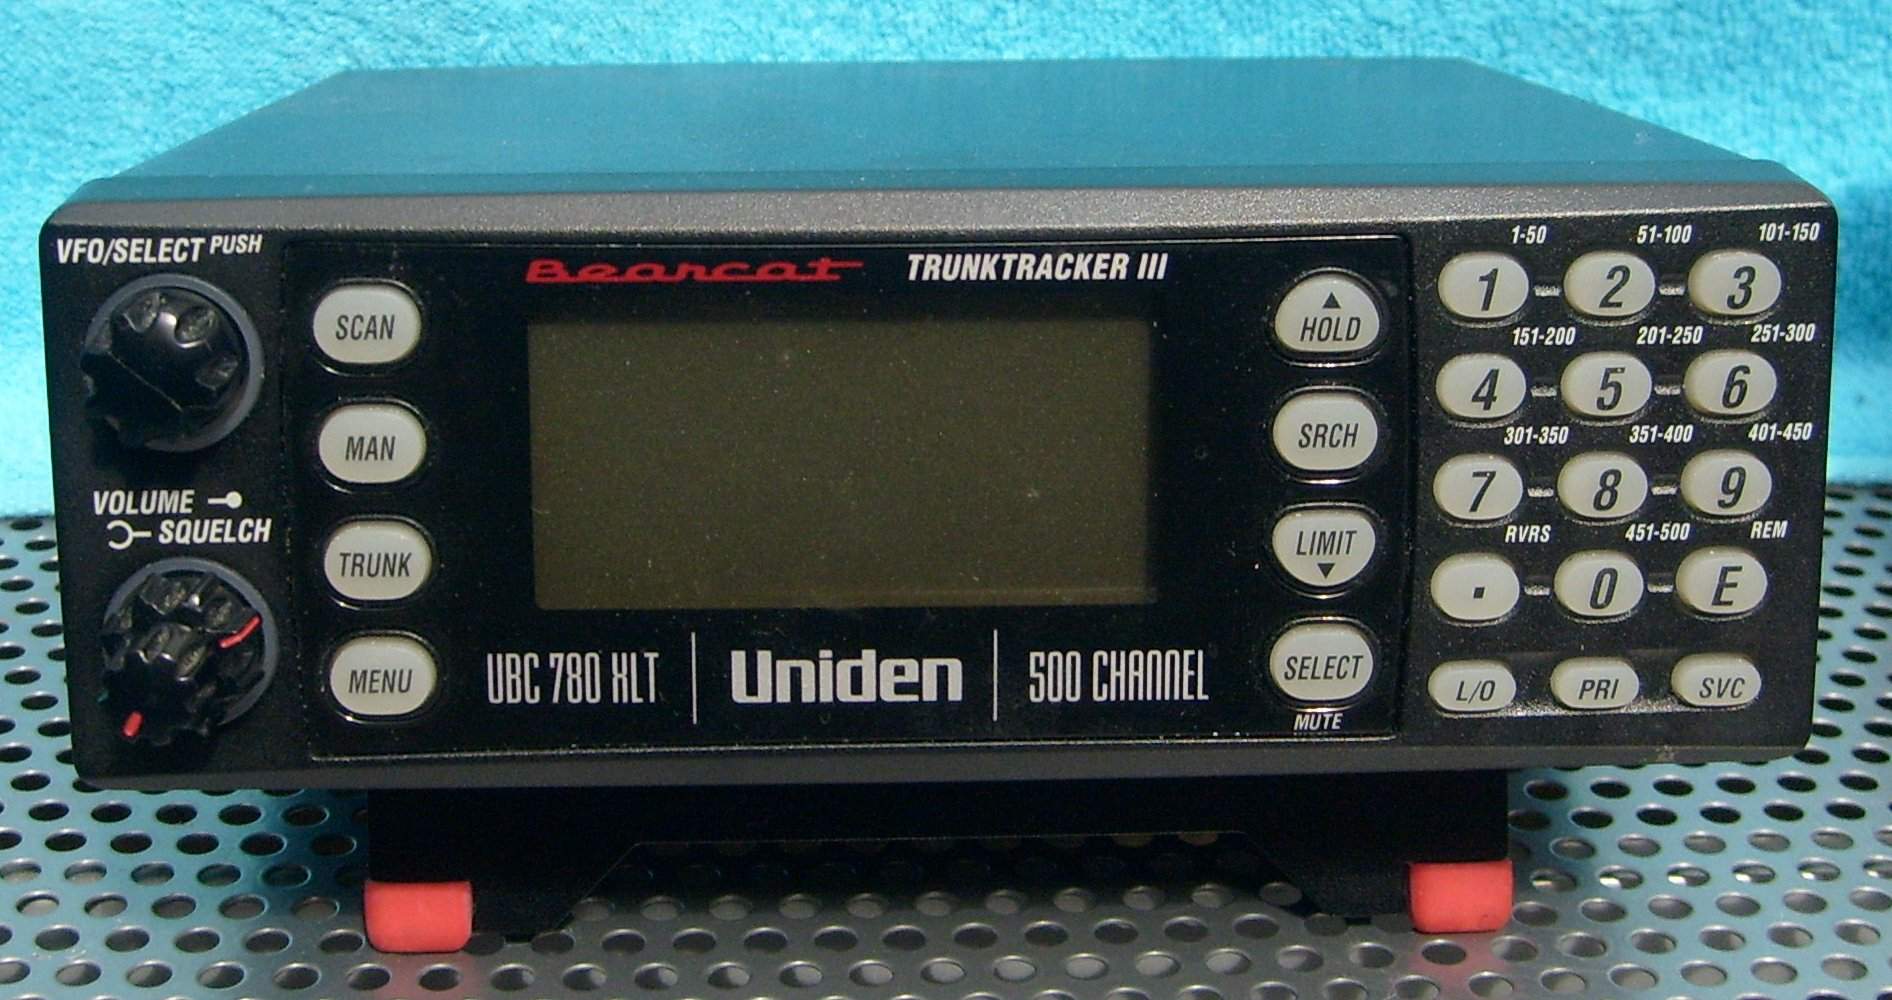 VFO/SELECT PUSH
VOLUME
SQUELCH
SCAN
MAN
TRUNK
MENU
Bearcat TRUNKTRACKER III
UBC 780 XLT | Uniden | 500 CHANNEL
HOLD
SRCH
LIMIT
SELECT
MUTE
1-50 51-100 101-150
1 2 3
151-200 201-250 251-300
4 5 6
301-350 351-400 401-450
7 8 9
RVRS 451-500 REM
. 0 E
L/O PRI SVC